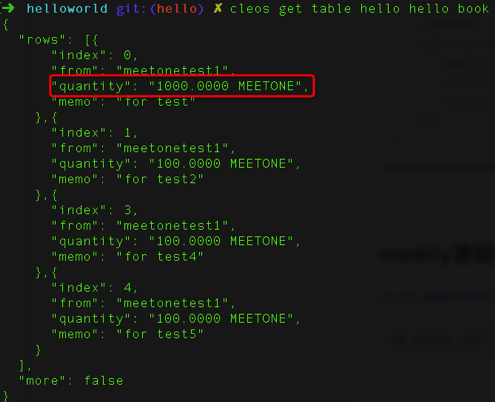 ➜ helloworld git:(hello) ✗ cleos get table hello hello book
{
"rows": [{
"index": 0,
"from": "meetonetest1",
"quantity": "1000.0000 MEETONE",
"memo": "for test"
},{
"index": 1,
"from": "meetonetest1",
"quantity": "100.0000 MEETONE",
"memo": "for test2"
},{
"index": 3,
"from": "meetonetest1",
"quantity": "100.0000 MEETONE",
"memo": "for test4"
},{
"index": 4,
"from": "meetonetest1",
"quantity": "100.0000 MEETONE",
"memo": "for test5"
}
],
"more": false
}